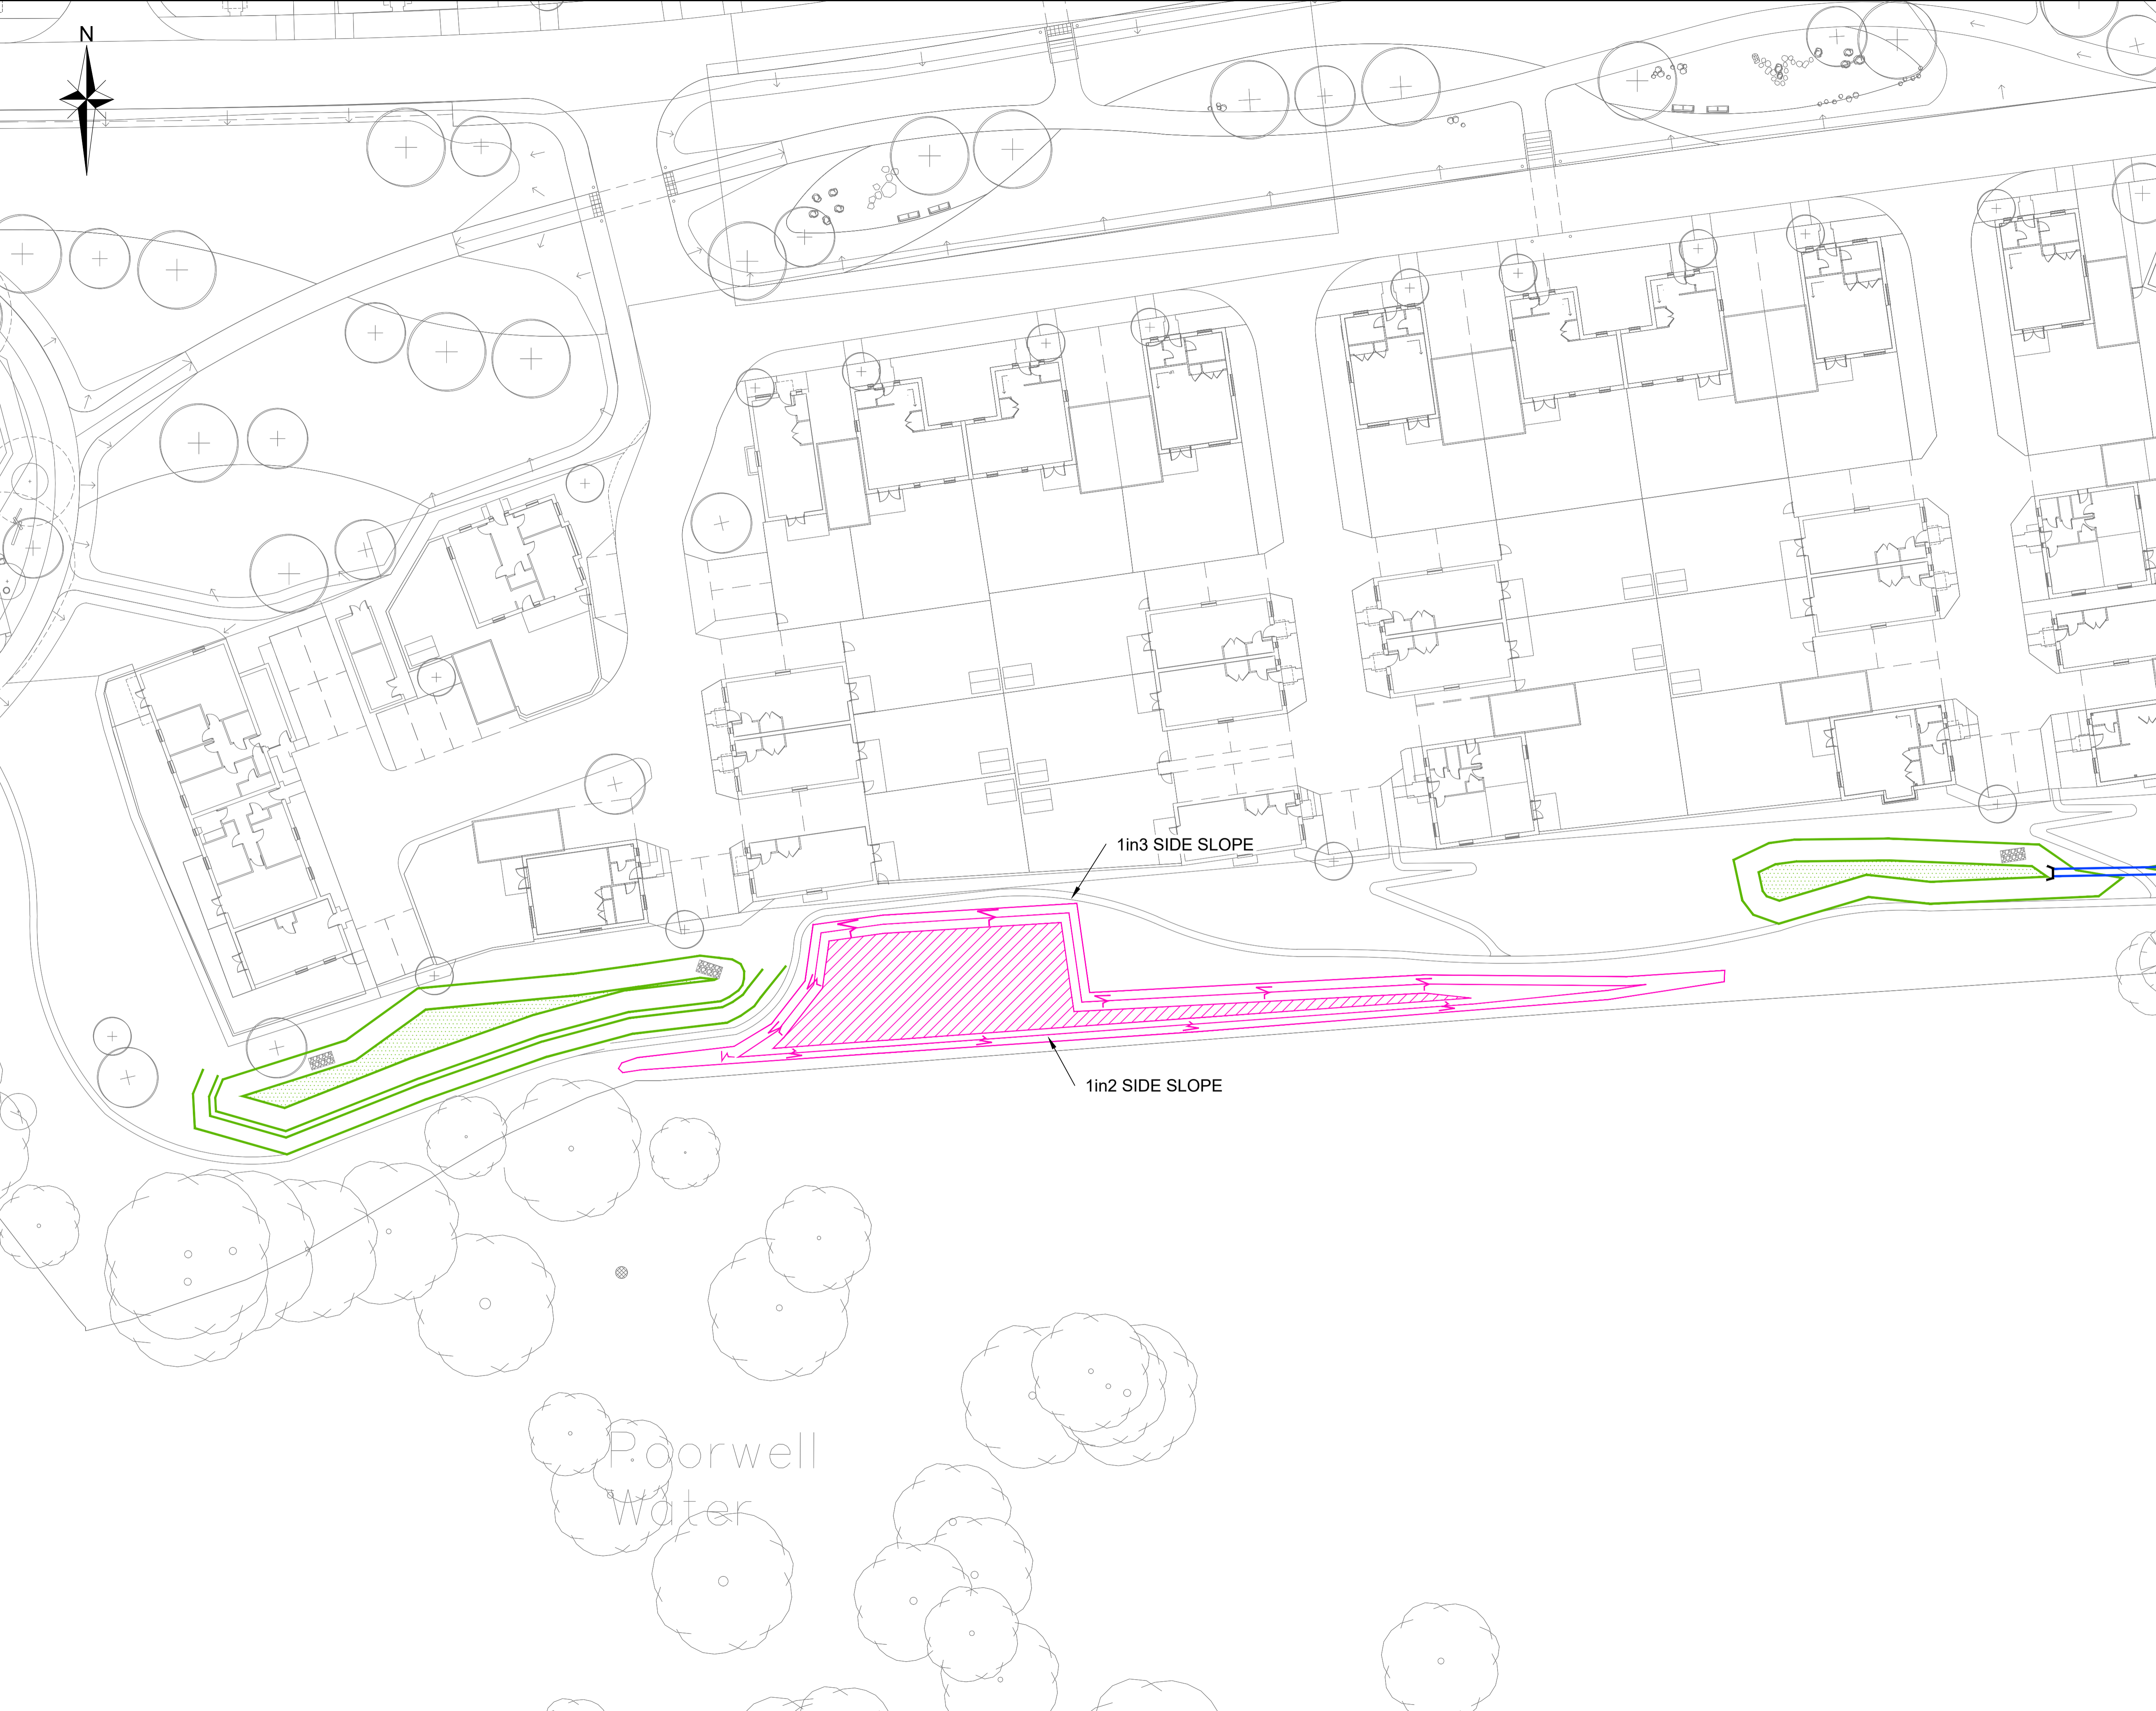 N
1in3 SIDE SLOPE
1in2 SIDE SLOPE
Poorwell
Water